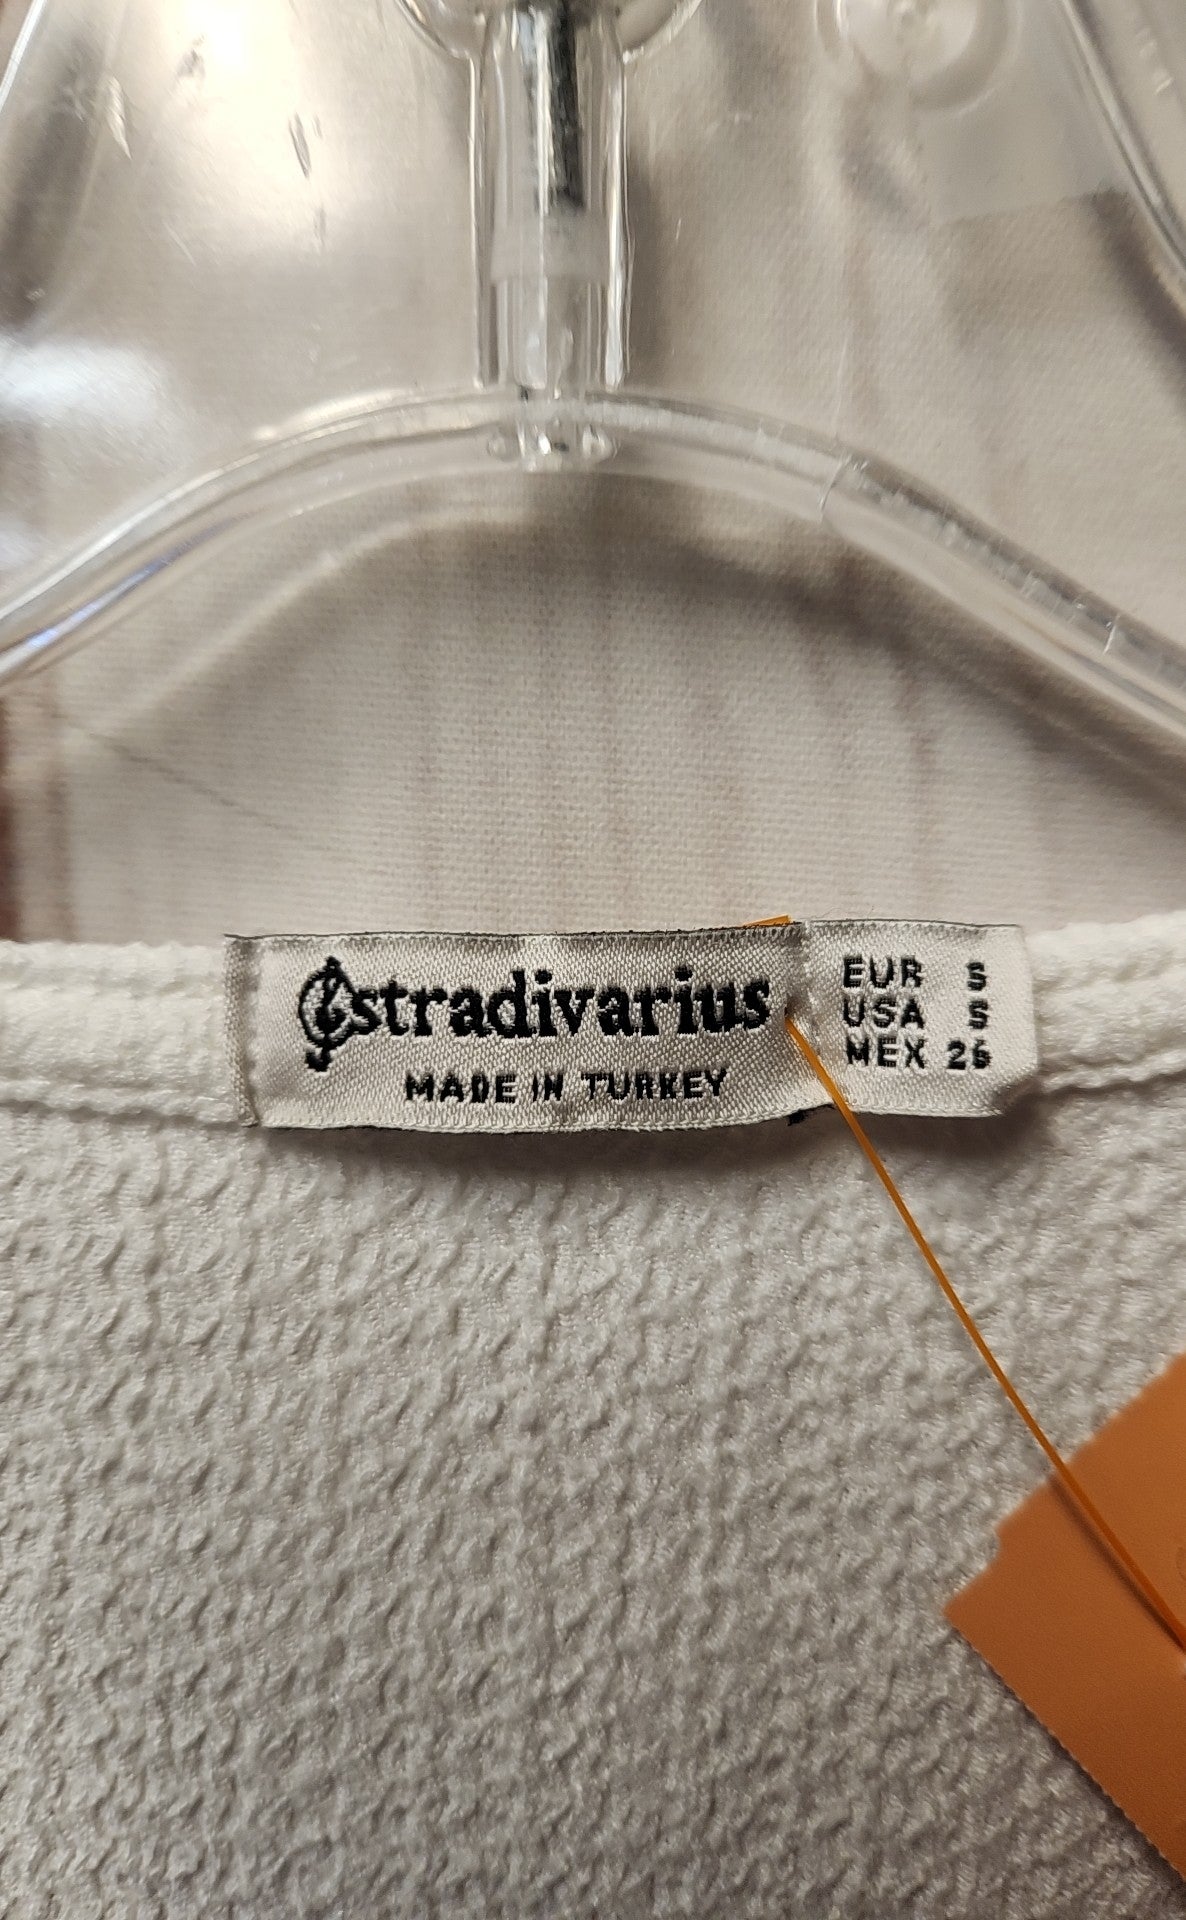 stradivarius
MADE IN TURKEY
EUR S
USA S
MEX 26